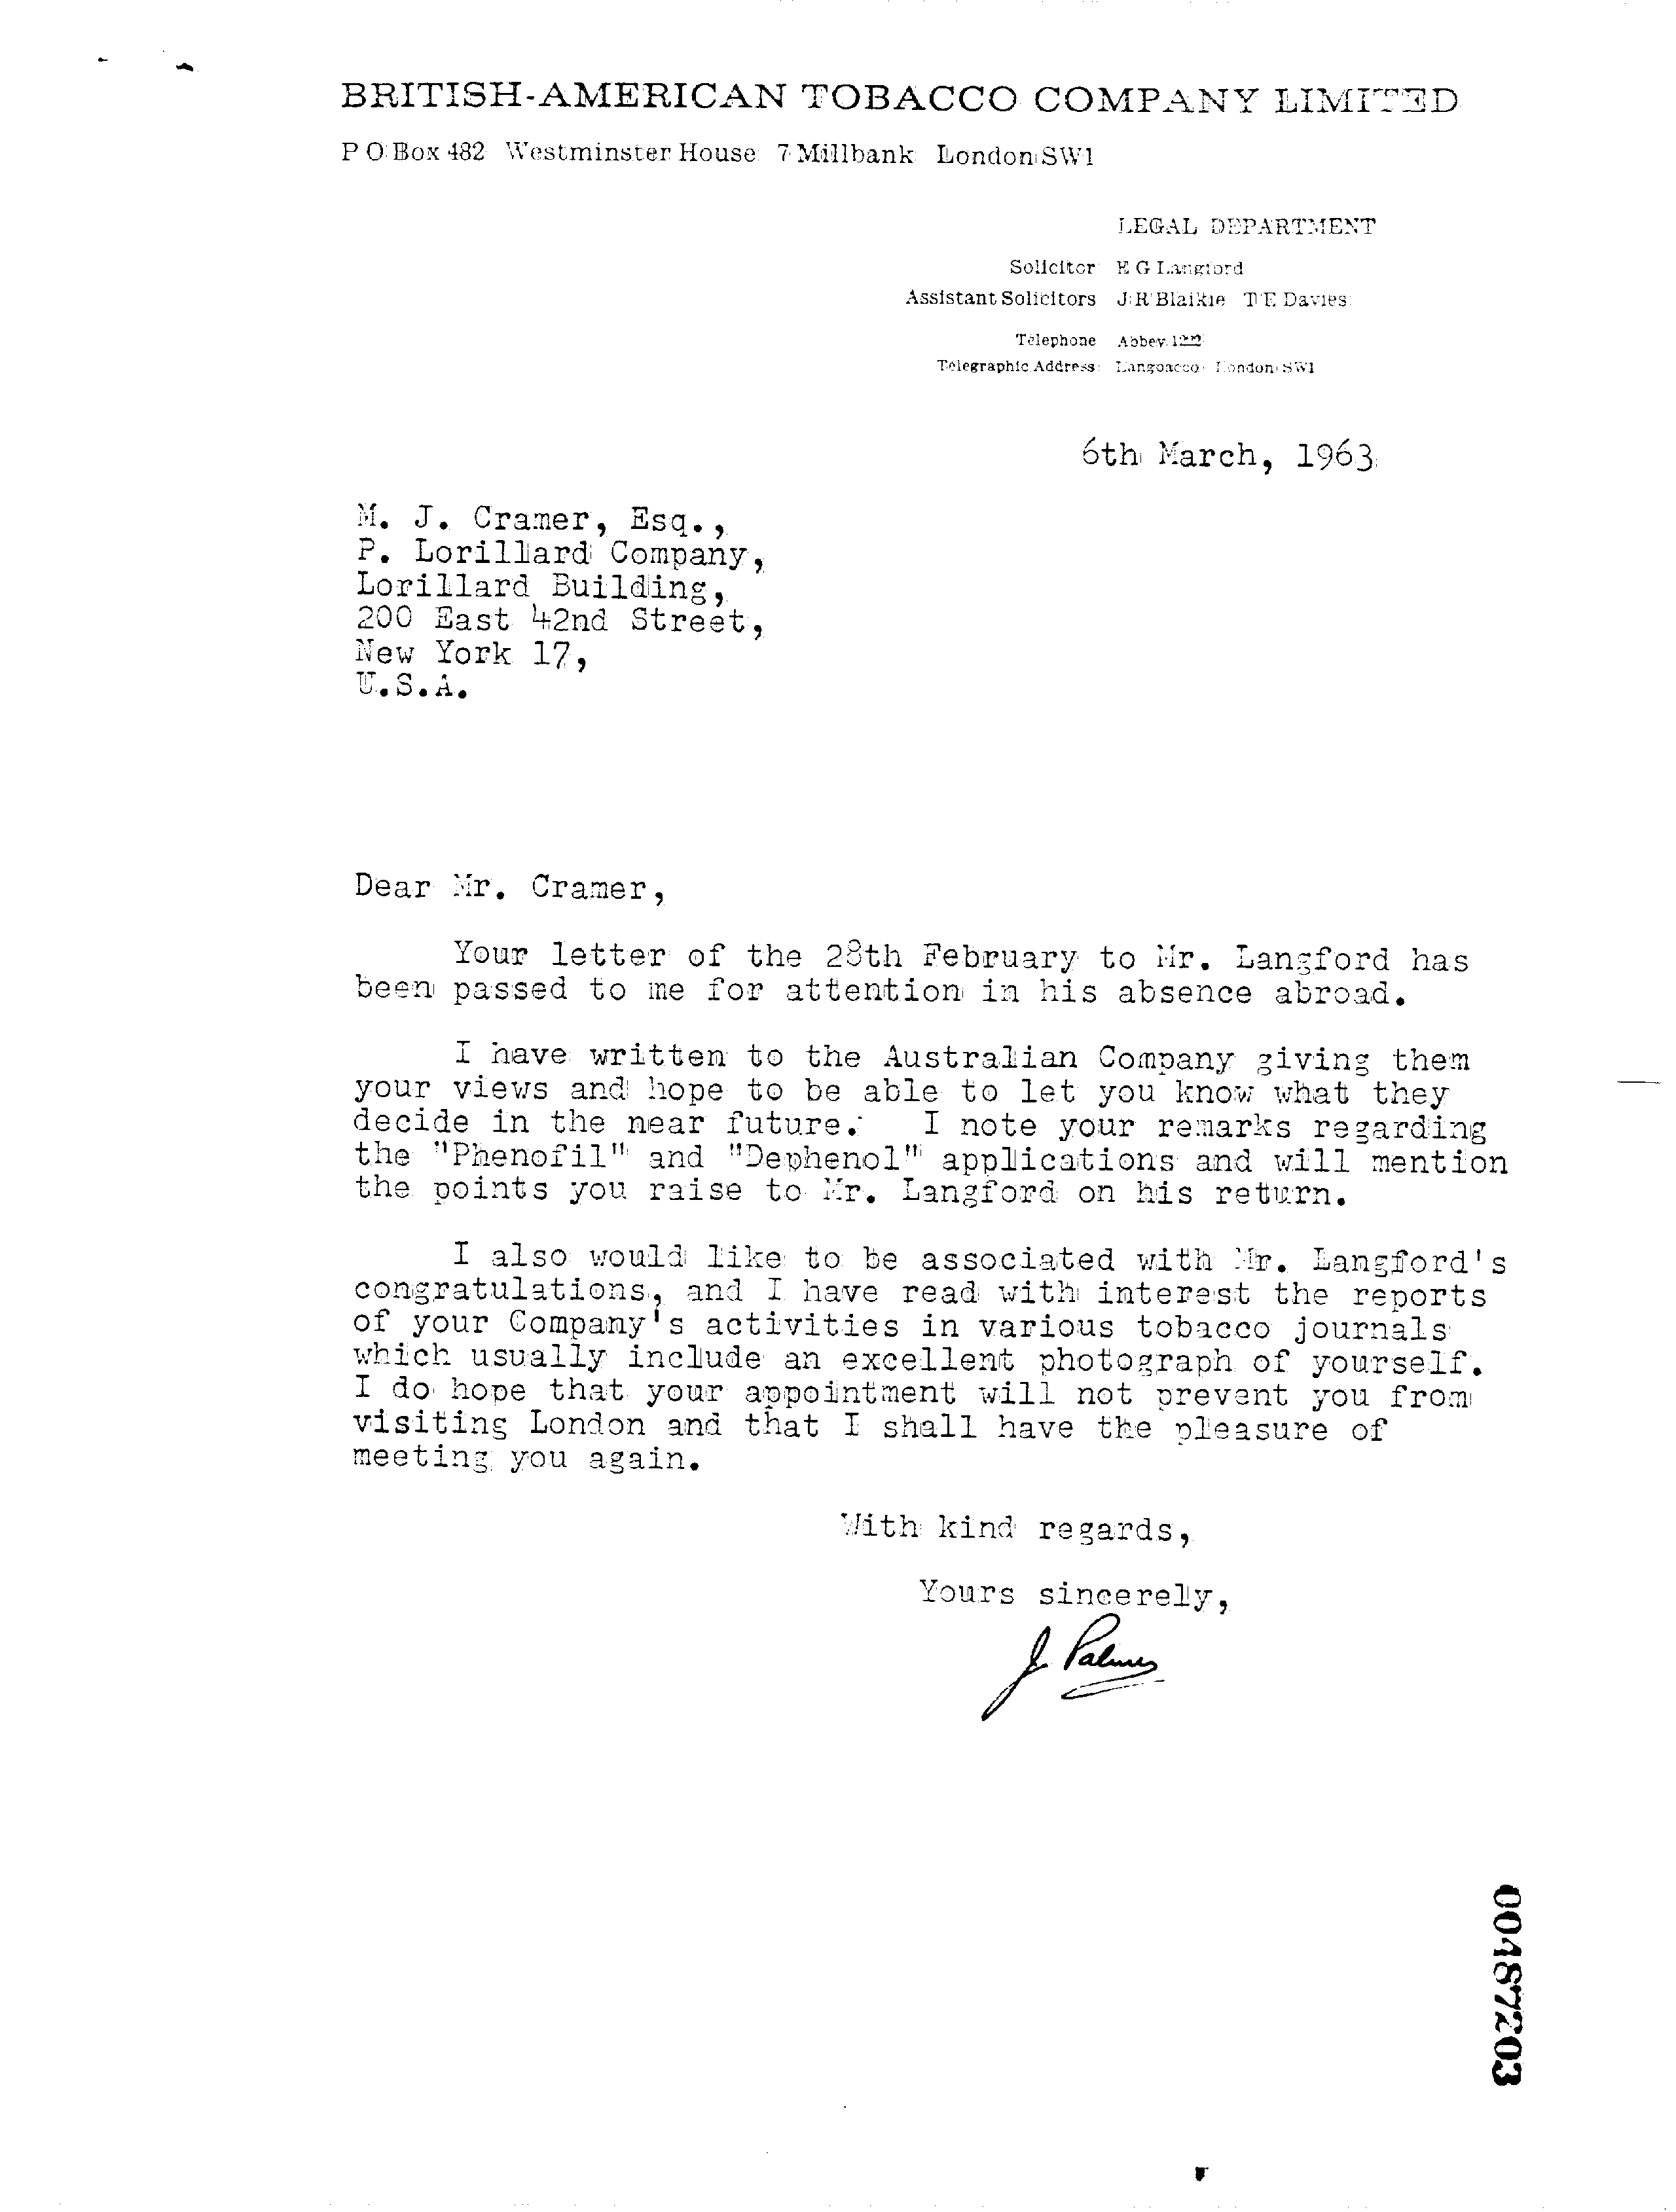 BRITISH-AMERICAN TOBACCO COMPANY LIMITED
P O Box 482 Westminster House 7 Millbank London SW1
LEGAL DEPARTMENT
Solicitor E G Langford
Assistant Solicitors J R Blaikie T E Davies
Telephone Abbey 1222
Telegraphic Address Langbacco London SW1
6th March, 1963
M. J. Cramer, Esq.,
P. Lorillard Company,
Lorillard Building,
200 East 42nd Street,
New York 17,
U.S.A.
Dear Mr. Cramer,
Your letter of the 28th February to Mr. Langford has
been passed to me for attention in his absence abroad.
I have written to the Australian Company giving them
your views and hope to be able to let you know what they
decide in the near future. I note your remarks regarding
the "Phenofil" and "Dephenol" applications and will mention
the points you raise to Mr. Langford on his return.
I also would like to be associated with Mr. Langford's
congratulations, and I have read with interest the reports
of your Company's activities in various tobacco journals
which usually include an excellent photograph of yourself.
I do hope that your appointment will not prevent you from
visiting London and that I shall have the pleasure of
meeting you again.
With kind regards,
Yours sincerely,
J. Palmer
00487203